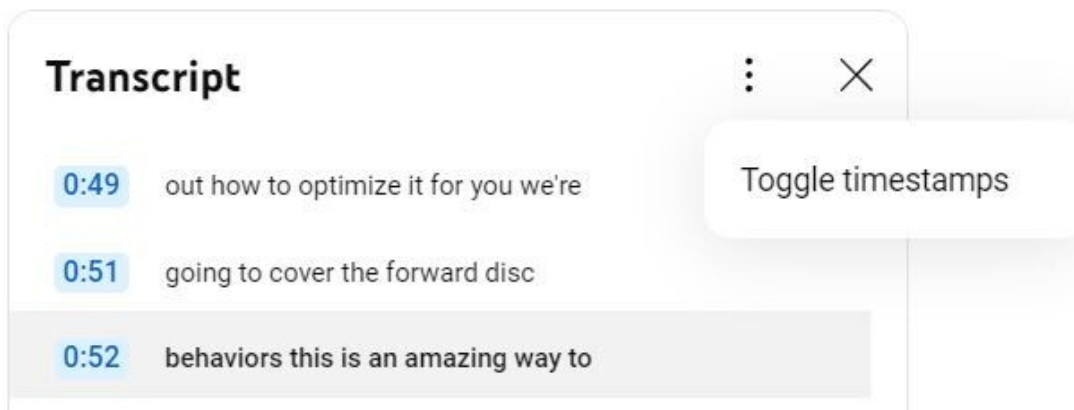 Transcript
Toggle timestamps
0:49 out how to optimize it for you we're
0:51 going to cover the forward disc
0:52 behaviors this is an amazing way to